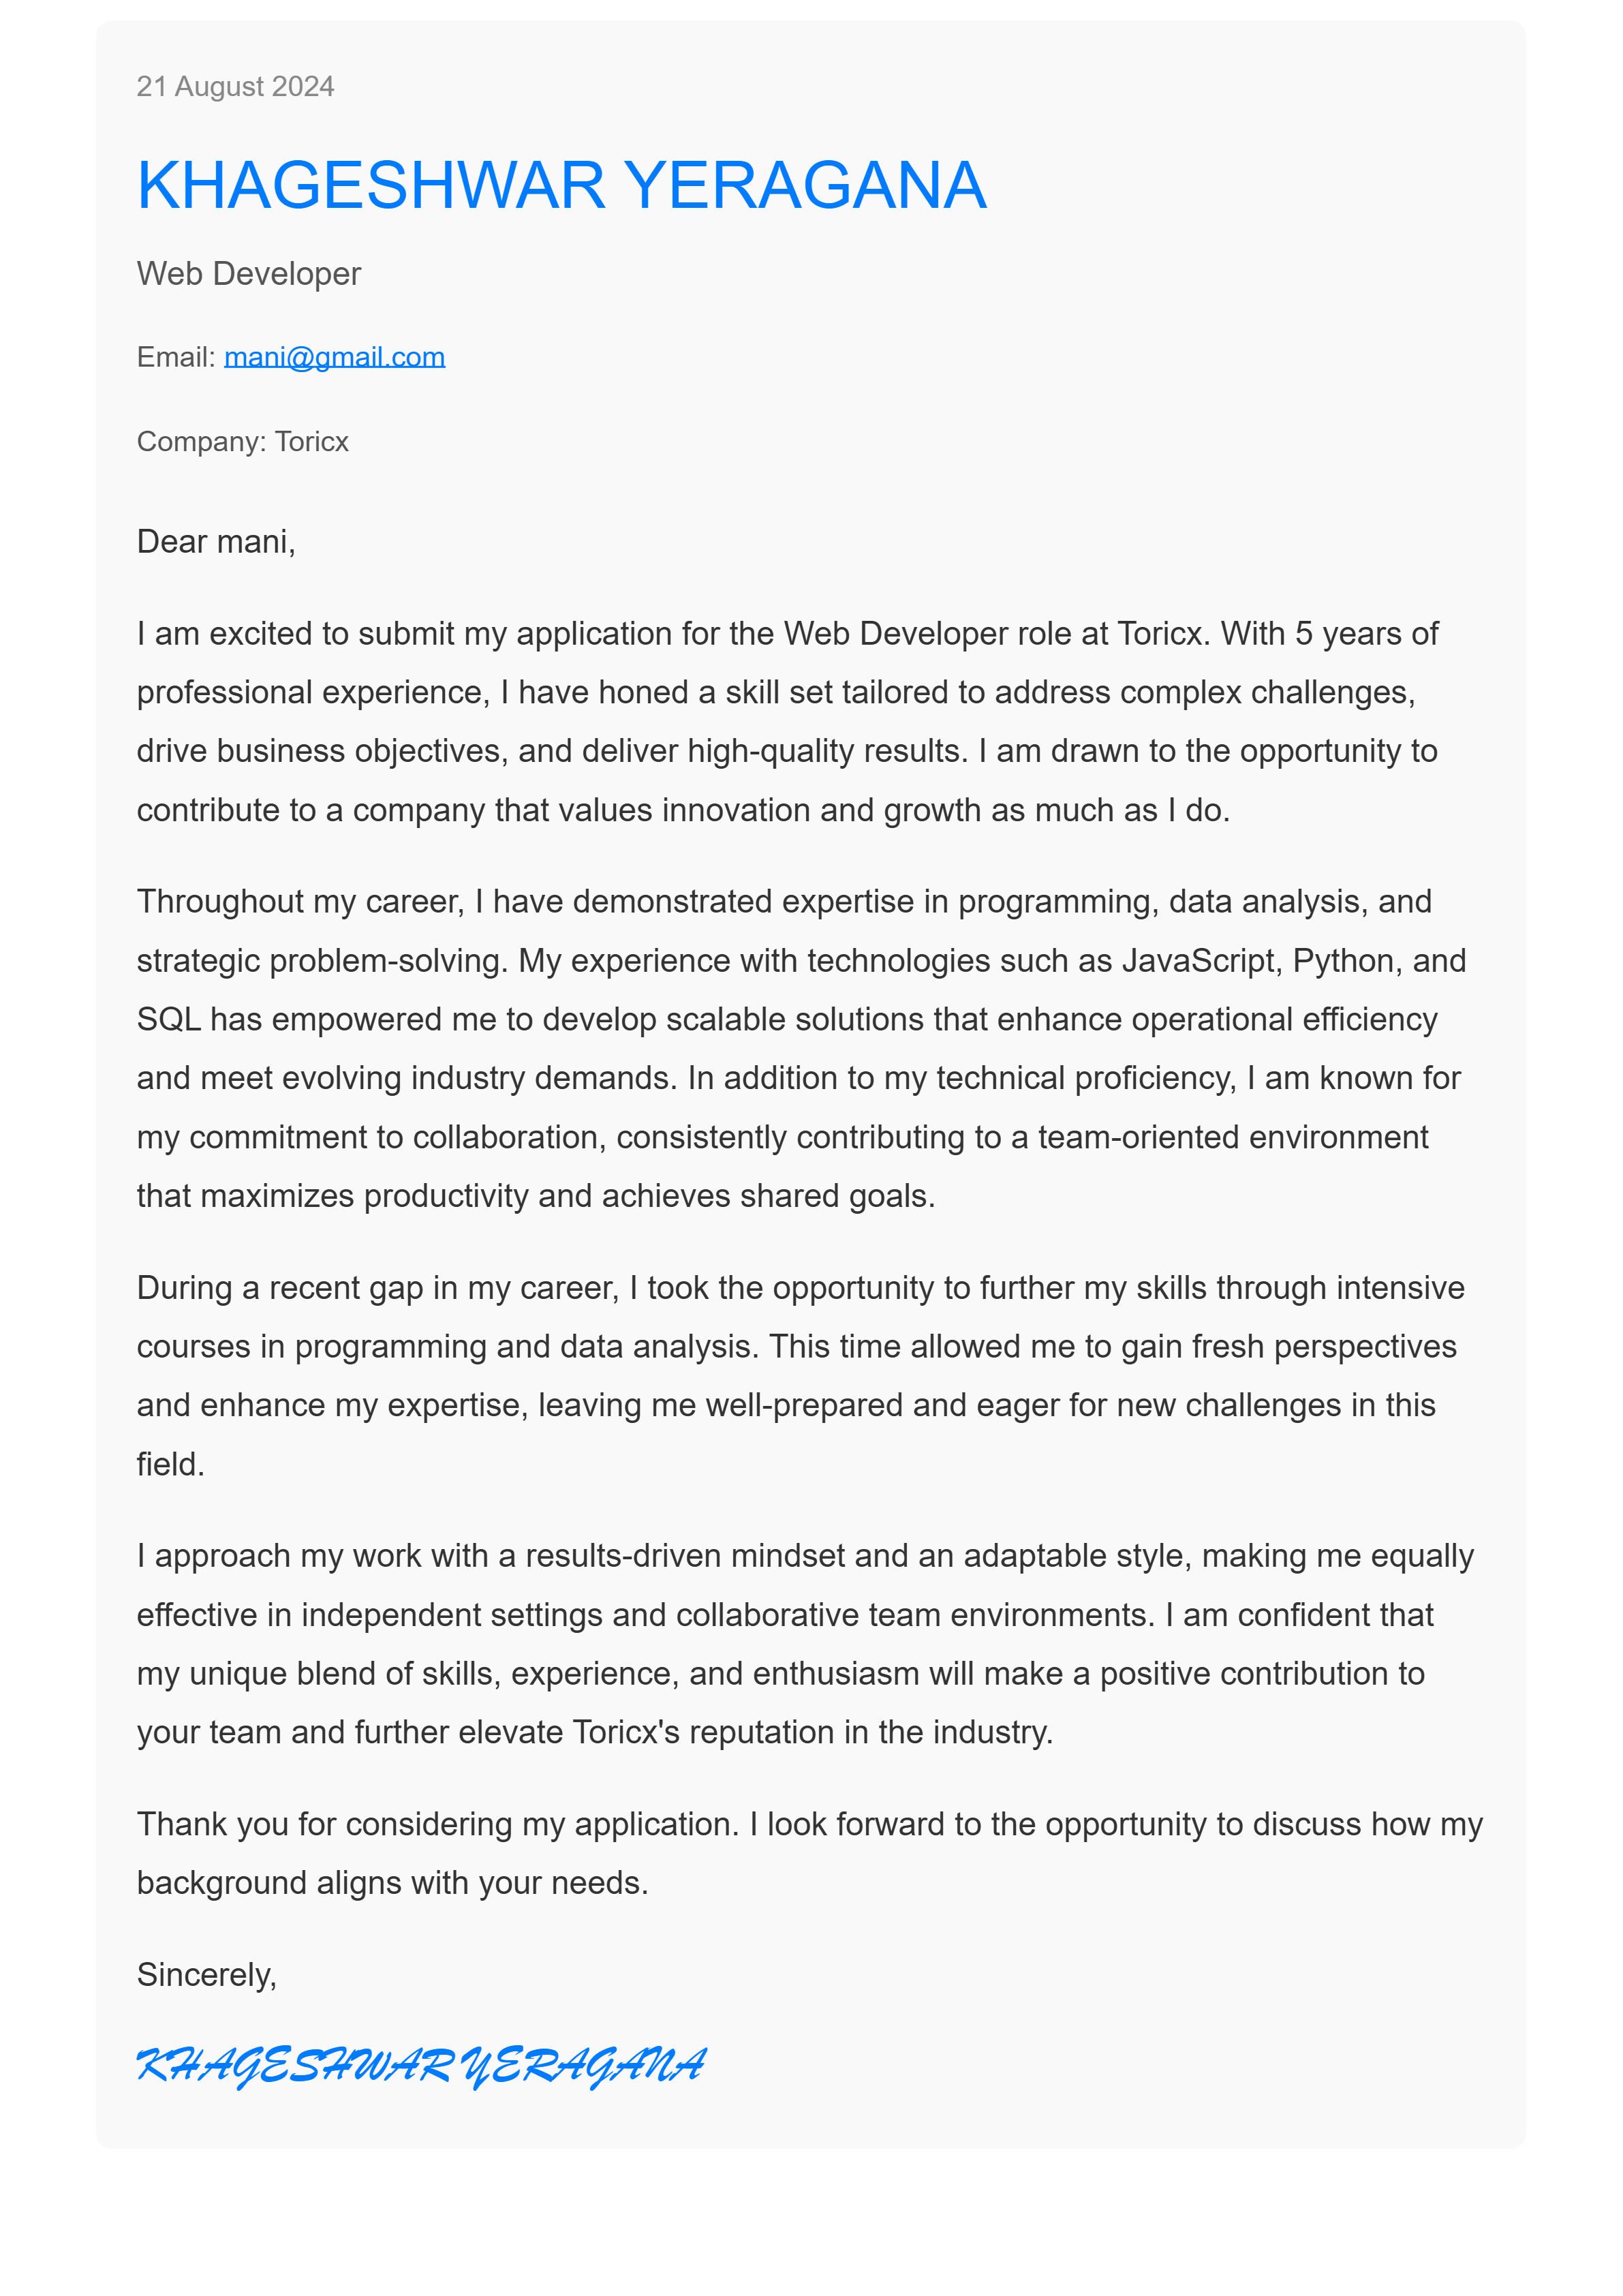 21 August 2024
KHAGESHWAR YERAGANA
Web Developer
Email: mani@gmail.com
Company: Toricx
Dear mani,
I am excited to submit my application for the Web Developer role at Toricx. With 5 years of
professional experience, I have honed a skill set tailored to address complex challenges,
drive business objectives, and deliver high-quality results. I am drawn to the opportunity to
contribute to a company that values innovation and growth as much as I do.
Throughout my career, I have demonstrated expertise in programming, data analysis, and
strategic problem-solving. My experience with technologies such as JavaScript, Python, and
SQL has empowered me to develop scalable solutions that enhance operational efficiency
and meet evolving industry demands. In addition to my technical proficiency, I am known for
my commitment to collaboration, consistently contributing to a team-oriented environment
that maximizes productivity and achieves shared goals.
During a recent gap in my career, I took the opportunity to further my skills through intensive
courses in programming and data analysis. This time allowed me to gain fresh perspectives
and enhance my expertise, leaving me well-prepared and eager for new challenges in this
field.
I approach my work with a results-driven mindset and an adaptable style, making me equally
effective in independent settings and collaborative team environments. I am confident that
my unique blend of skills, experience, and enthusiasm will make a positive contribution to
your team and further elevate Toricx's reputation in the industry.
Thank you for considering my application. I look forward to the opportunity to discuss how my
background aligns with your needs.
Sincerely,
KHAGESHWAR YERAGANA